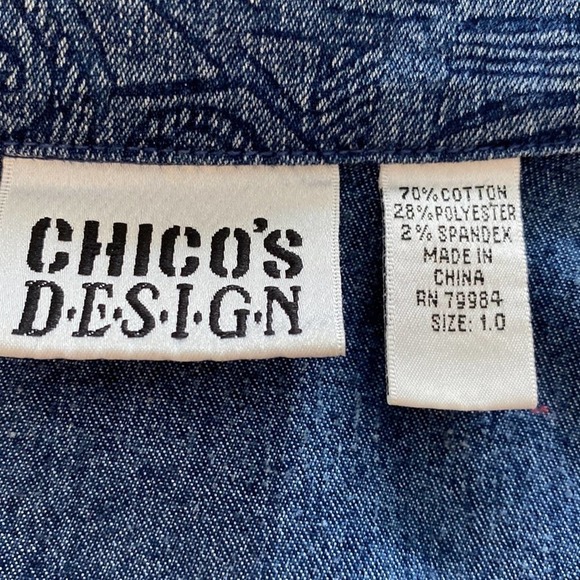 CHICO'S
D·E·S·I·G·N
70% COTTON
28% POLYESTER
2% SPANDEX
MADE IN
CHINA
RN 79984
SIZE: 1.0